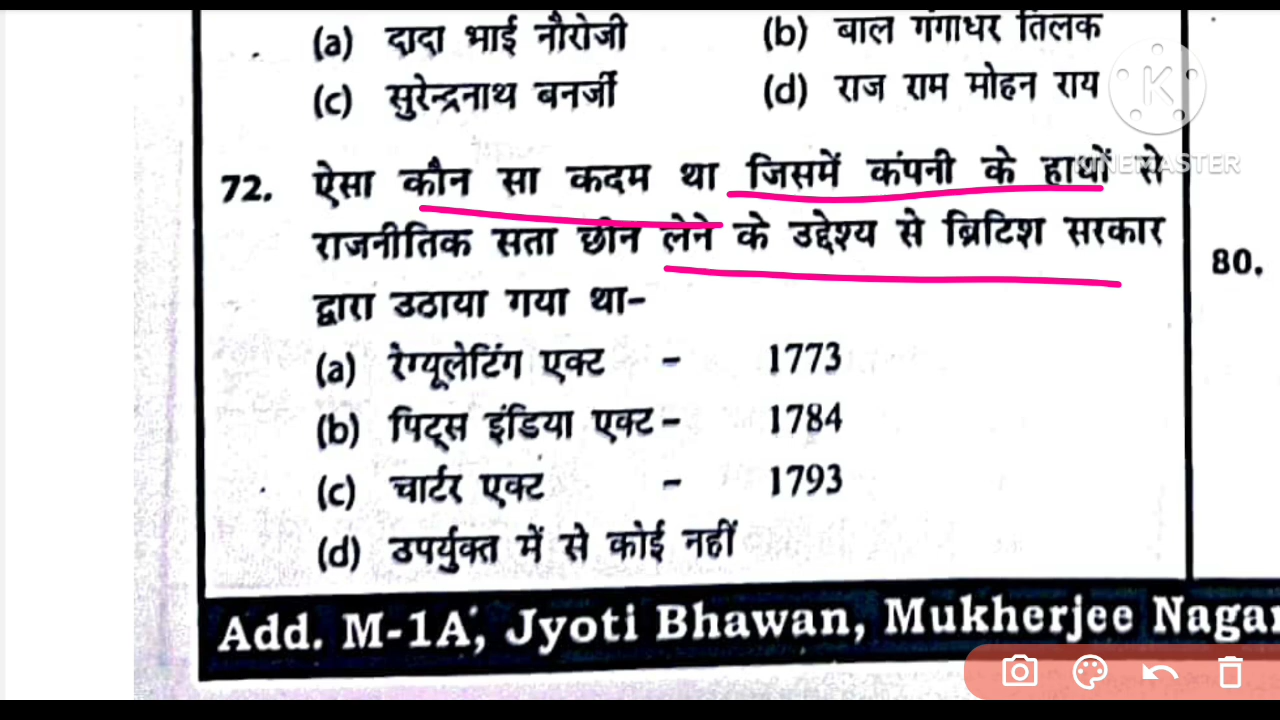 (a) दादा भाई नौरोजी (b) बाल गंगाधर तिलक
(c) सुरेन्द्रनाथ बनर्जी (d) राज राम मोहन राय
KINEMASTER
72. ऐसा कौन सा कदम था जिसमें कंपनी के हाथों से
राजनीतिक सता छीन लेने के उद्देश्य से ब्रिटिश सरकार
द्वारा उठाया गया था-
80.
(a) रेग्यूलेटिंग एक्ट - 1773
(b) पिट्स इंडिया एक्ट - 1784
(c) चार्टर एक्ट - 1793
(d) उपर्युक्त में से कोई नहीं
Add. M-1A, Jyoti Bhawan, Mukherjee Nagar